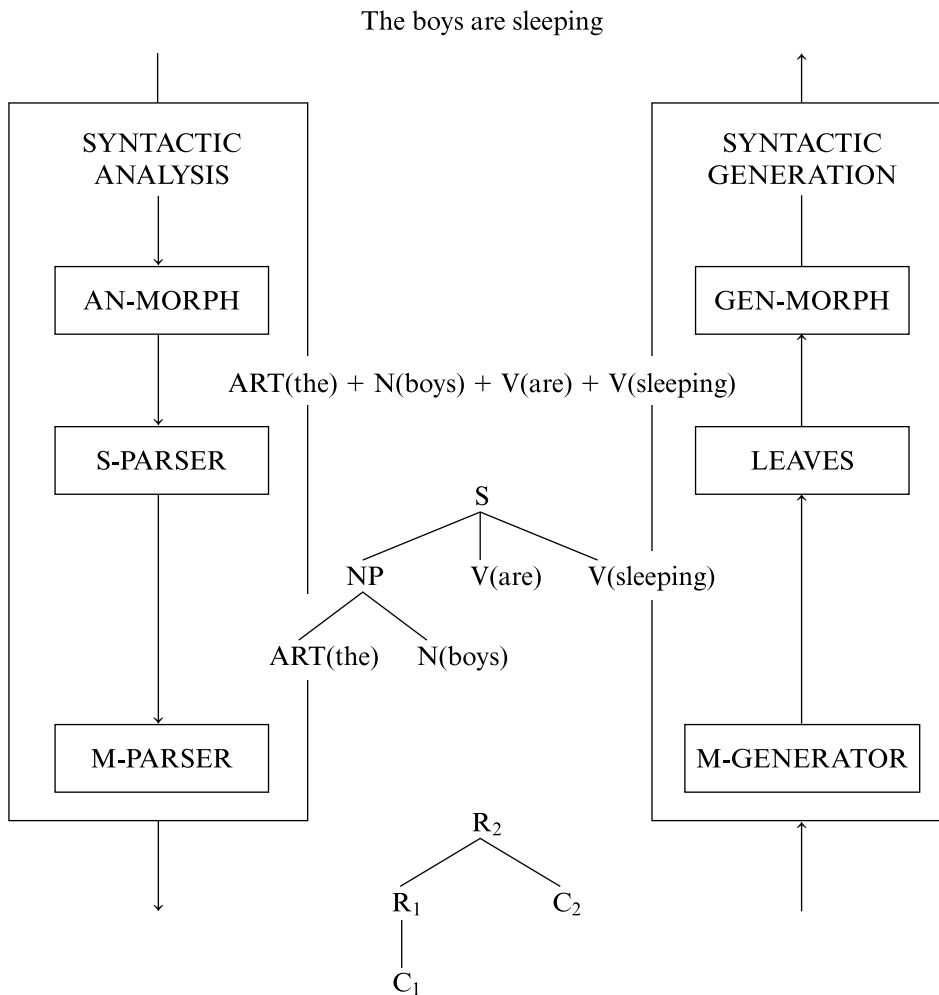 The boys are sleeping
SYNTACTIC
ANALYSIS
SYNTACTIC
GENERATION
AN-MORPH
GEN-MORPH
ART(the) + N(boys) + V(are) + V(sleeping)
S-PARSER
LEAVES
S
NP
V(are)
V(sleeping)
ART(the)
N(boys)
M-PARSER
M-GENERATOR
R₂
R₁
C₂
C₁